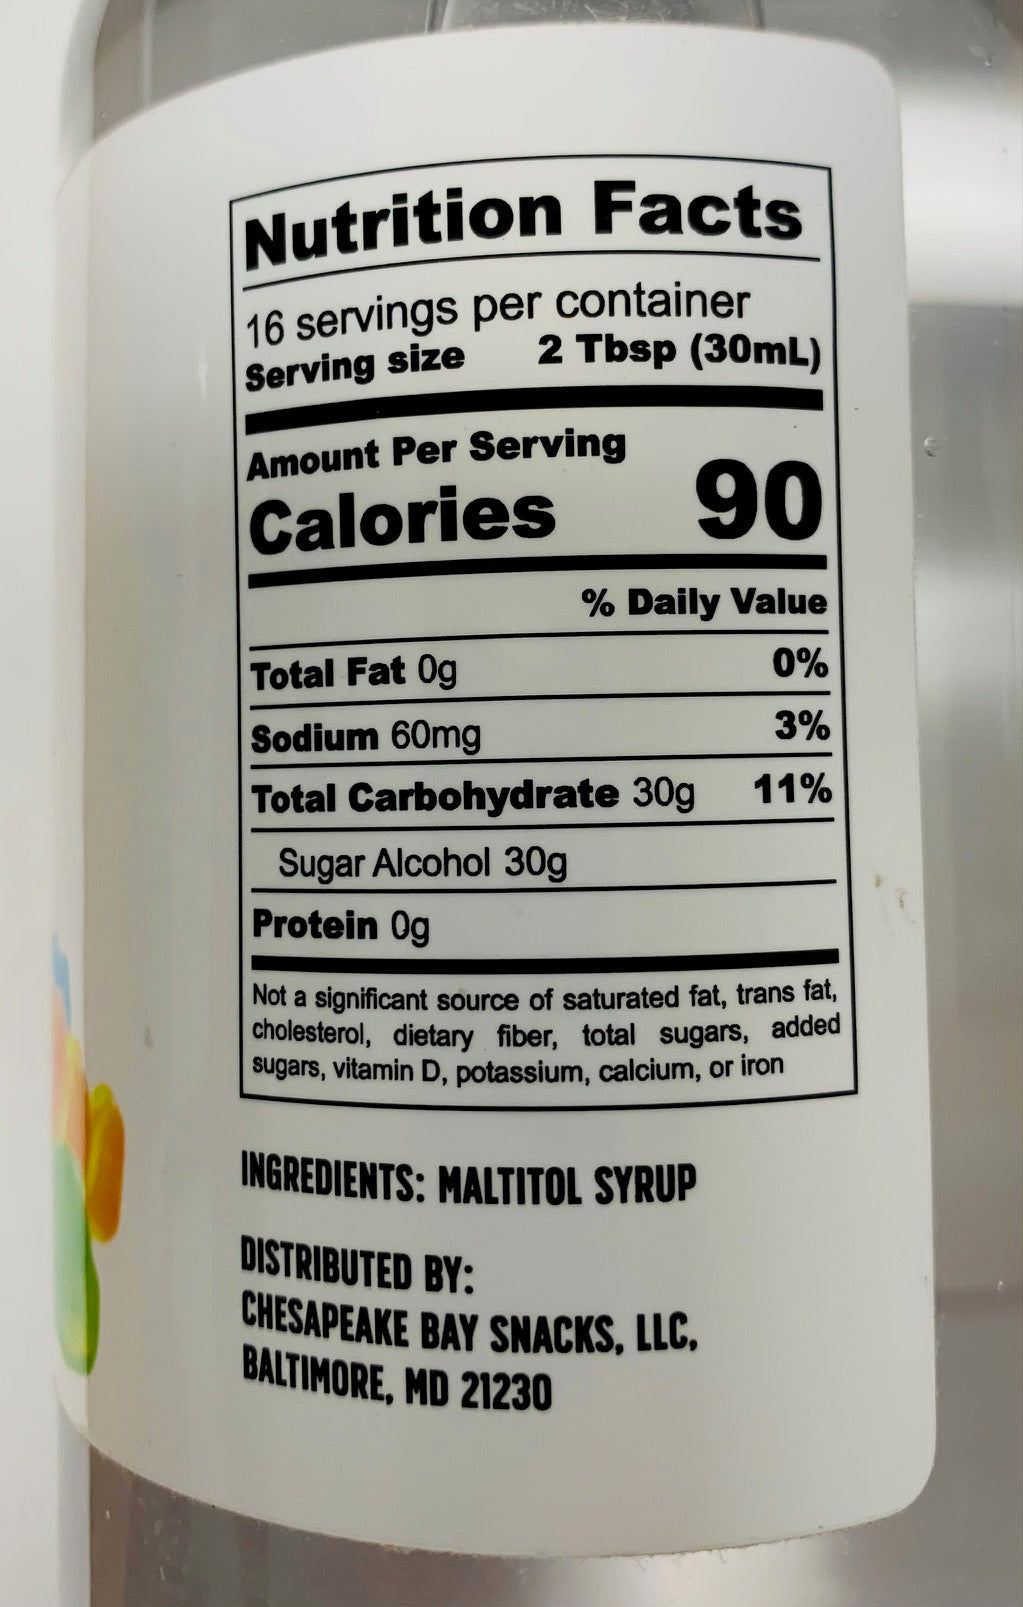 Nutrition Facts
16 servings per container
Serving size 2 Tbsp (30mL)
Amount Per Serving
Calories 90
% Daily Value
Total Fat 0g 0%
Sodium 60mg 3%
Total Carbohydrate 30g 11%
Sugar Alcohol 30g
Protein 0g
Not a significant source of saturated fat, trans fat,
cholesterol, dietary fiber, total sugars, added
sugars, vitamin D, potassium, calcium, or iron
INGREDIENTS: MALTITOL SYRUP
DISTRIBUTED BY:
CHESAPEAKE BAY SNACKS, LLC,
BALTIMORE, MD 21230